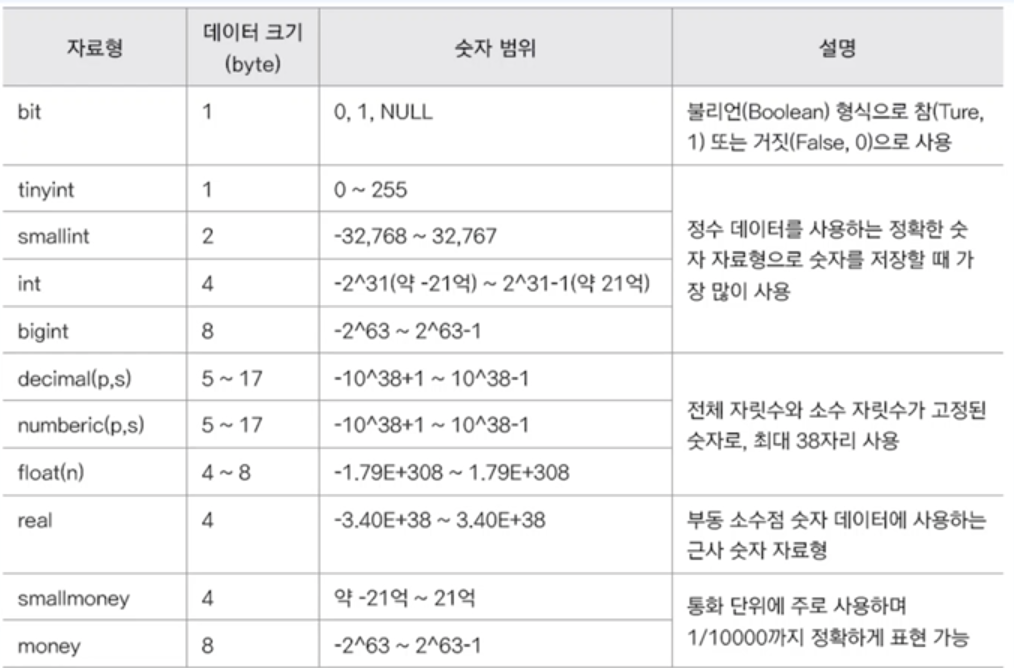 자료형
데이터 크기
(byte)
숫자 범위
설명
bit
1
0, 1, NULL
불리언(Boolean) 형식으로 참(Ture,
1) 또는 거짓(False, 0)으로 사용
tinyint
1
0 ~ 255
정수 데이터를 사용하는 정확한 숫
자 자료형으로 숫자를 저장할 때 가
장 많이 사용
smallint
2
-32,768 ~ 32,767
int
4
-2^31(약 -21억) ~ 2^31-1(약 21억)
bigint
8
-2^63 ~ 2^63-1
decimal(p,s)
5 ~ 17
-10^38+1 ~ 10^38-1
전체 자릿수와 소수 자릿수가 고정된
숫자로, 최대 38자리 사용
numberic(p,s)
5 ~ 17
-10^38+1 ~ 10^38-1
float(n)
4 ~ 8
-1.79E+308 ~ 1.79E+308
real
4
-3.40E+38 ~ 3.40E+38
부동 소수점 숫자 데이터에 사용하는
근사 숫자 자료형
smallmoney
4
약 -21억 ~ 21억
통화 단위에 주로 사용하며
1/10000까지 정확하게 표현 가능
money
8
-2^63 ~ 2^63-1